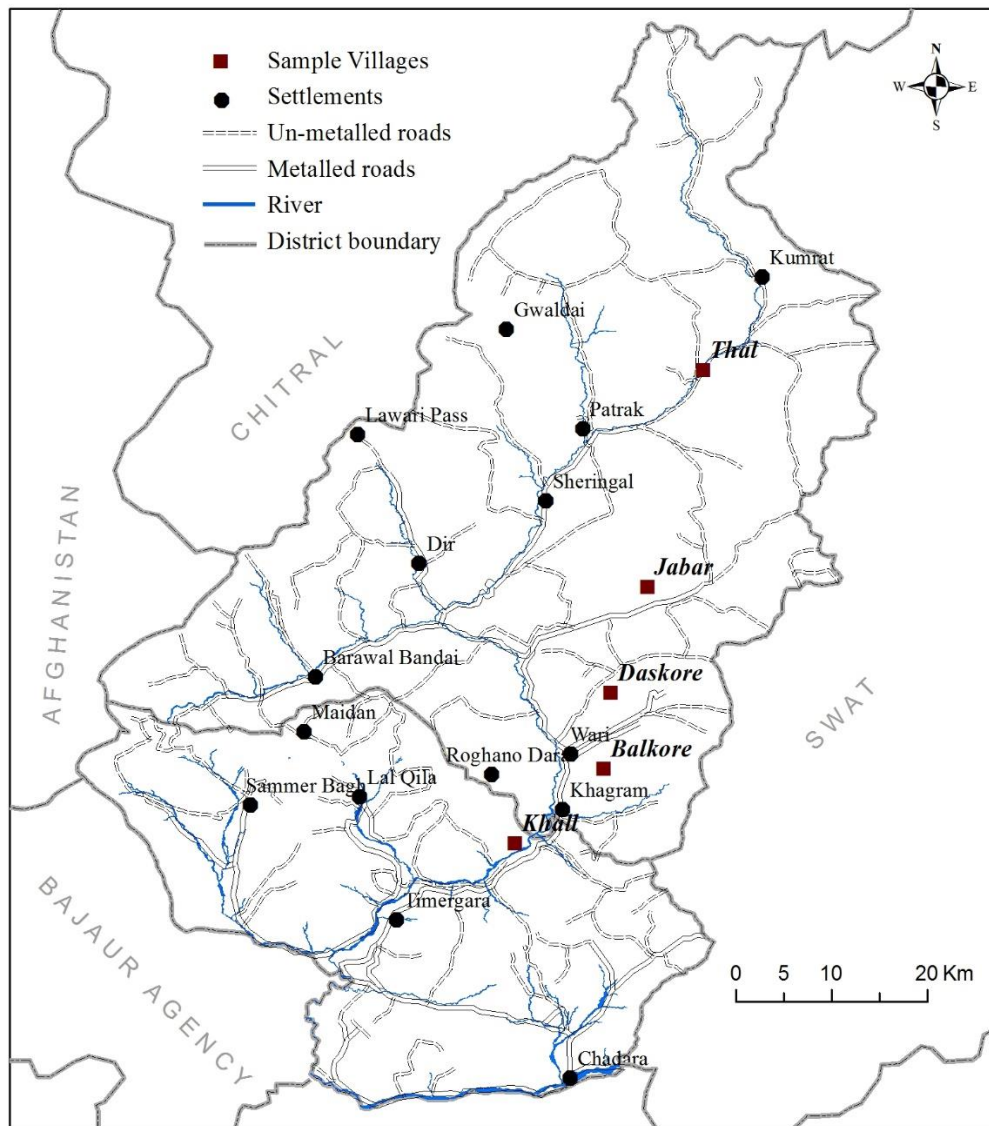 Sample Villages
Settlements
Un-metalled roads
Metalled roads
River
District boundary
N
W E
S
Kumrat
Gwaldai
Thal
CHITRAL
Lawari Pass
Patrak
Sheringal
Dir
Jabar
AFGHANISTAN
Barawal Bandai
Daskore
SWAT
Maidan
Wari
Roghano Dara
Balkore
Lal Qila
Sammer Bagh
Khagram
Khall
Timergara
BAJAUR AGENCY
0 5 10 20 Km
Chadara